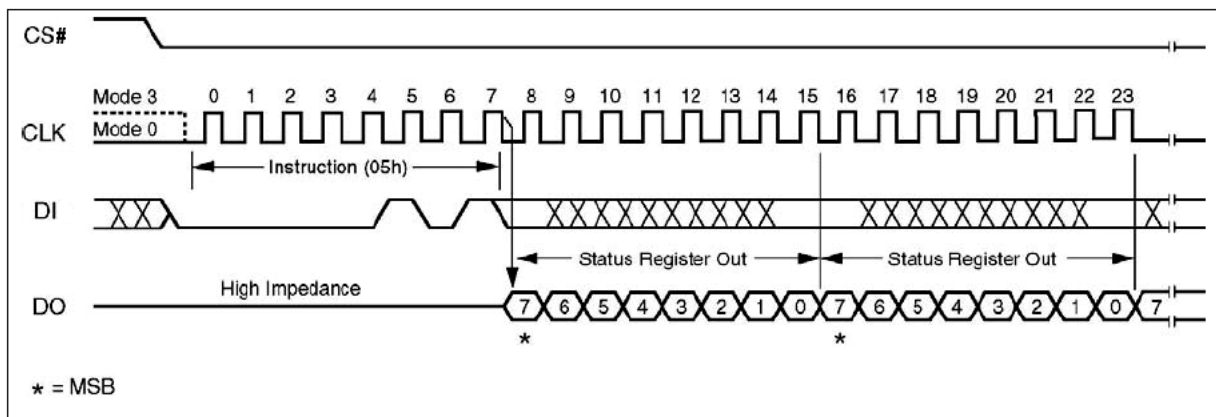 CS#
Mode 3
0 1 2 3 4 5 6 7 8 9 10 11 12 13 14 15 16 17 18 19 20 21 22 23
CLK
Mode 0
Instruction (05h)
DI
Status Register Out
Status Register Out
High Impedance
DO
7 6 5 4 3 2 1 0 7 6 5 4 3 2 1 0 7
* *
* = MSB